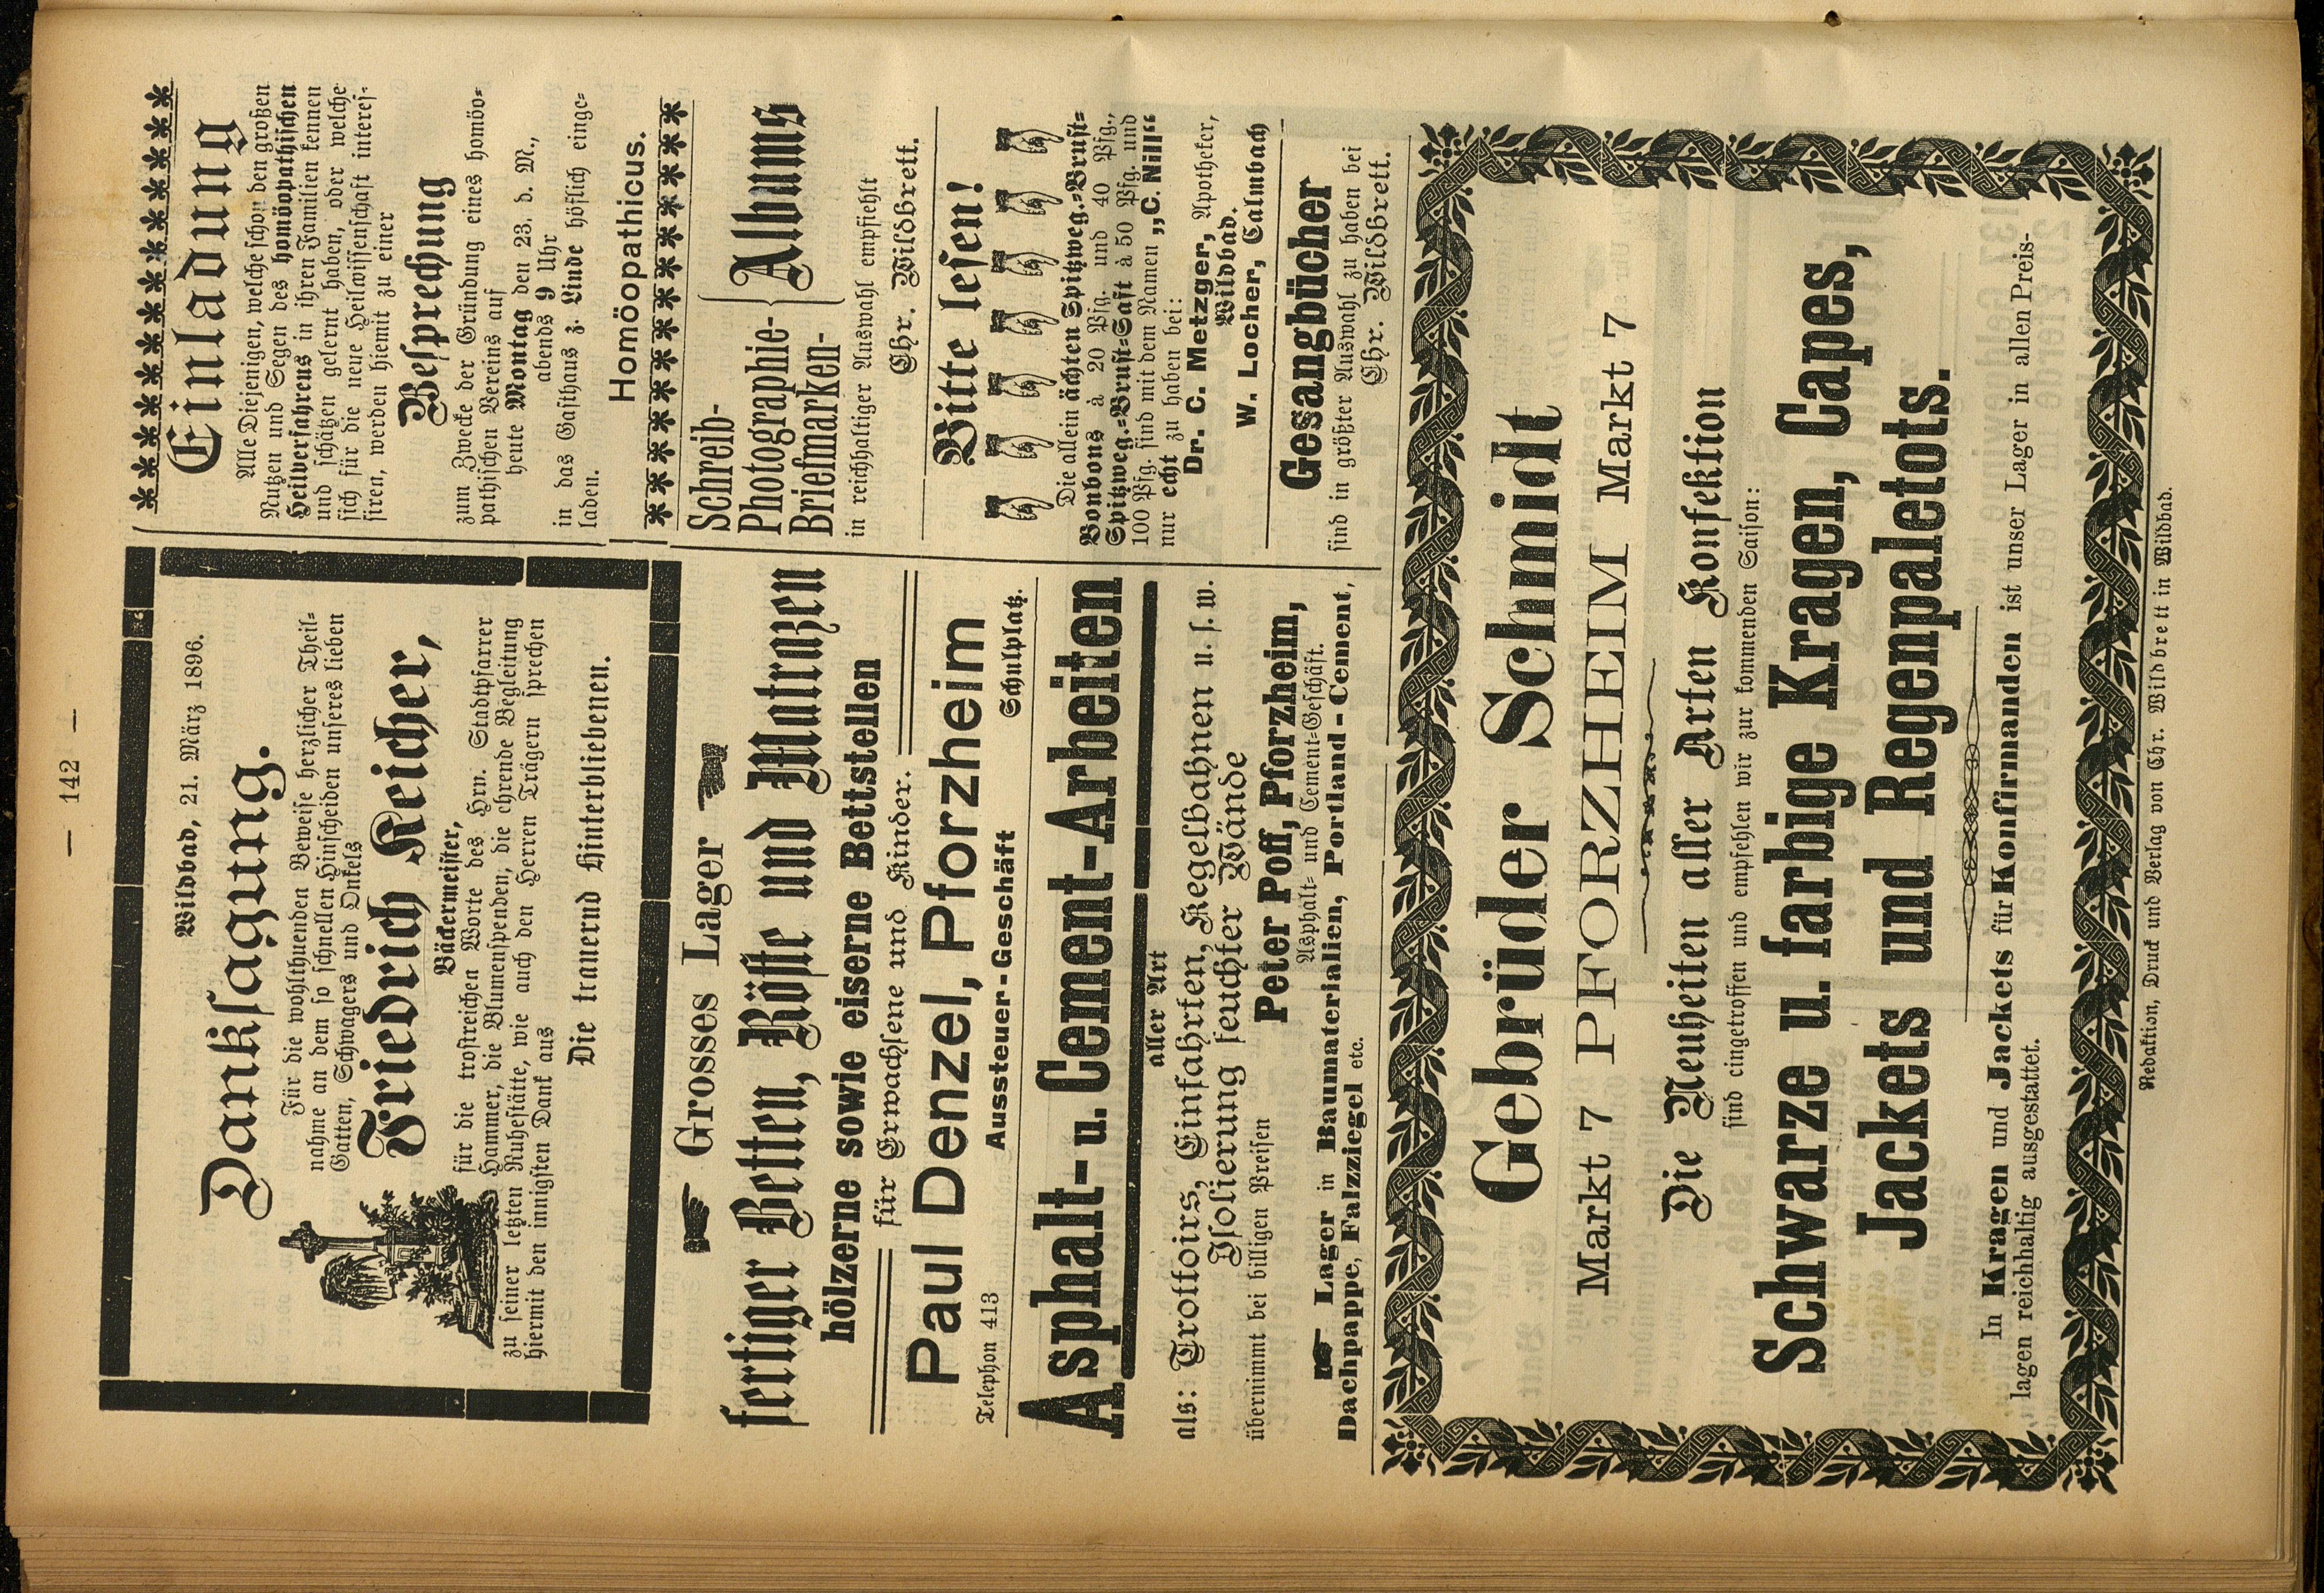 — 142 —
Wildbad, 21. März 1896.
Danksagung.
Für die wohlthuenden Beweise herzlicher Theil-
nahme an dem so schnellen Hinscheiden unseres lieben
Gatten, Schwagers und Onkels
Friedrich Keicher,
Bäckermeister,
für die trostreichen Worte des Hrn. Stadtpfarrer
Hammer, die Blumenspenden, die ehrende Begleitung
zu seiner letzten Ruhestätte, wie auch den Herren Trägern sprechen
hiermit den innigsten Dank aus
Die trauernd Hinterbliebenen.
Grosses Lager
fertiger Betten, Röste und Matratzen
hölzerne sowie eiserne Bettstellen
für Erwachsene und Kinder.
Paul Denzel, Pforzheim
Telephon 413 Aussteuer-Geschäft Schulplatz.
Asphalt- u. Cement-Arbeiten
aller Art
als: Trottoirs, Einfahrten, Kegelbahnen u. s. w.
Isolierung feuchter Wände
übernimmt bei billigen Preisen
Peter Poff, Pforzheim,
Asphalt- und Cement-Geschäft.
Lager in Baumaterialien, Portland-Cement,
Dachpappe, Falzziegel etc.
Einladung
Alle Diejenigen, welche schon den großen
Nutzen und Segen des homöopathischen
Heilverfahrens in ihren Familien kennen
und schätzen gelernt haben, oder welche
sich für die neue Heilwissenschaft interes-
siren, werden hiemit zu einer
Besprechung
zum Zwecke der Gründung eines homöo-
pathischen Vereins auf
heute Montag den 23. d. M.,
abends 9 Uhr
in das Gasthaus z. Linde höflich einge-
laden.
Homöopathicus.
Schreib-
Photographie- } Albums
Briefmarken-
in reichhaltiger Auswahl empfiehlt
Chr. Wildbrett.
Bitte lesen!
Die allein ächten Spitzweg.-Brust-
Bonbons à 20 Pfg. und 40 Pfg.,
Spitzweg.-Brust-Saft à 50 Pfg. und
100 Pfg. sind mit dem Namen „C. Nill“
nur echt zu haben bei:
Dr. C. Metzger, Apotheker,
Wildbad.
W. Locher, Calmbach
Gesangbücher
sind in größter Auswahl zu haben bei
Chr. Wildbrett.
Gebrüder Schmidt
Markt 7 PFORZHEIM Markt 7
Die Neuheiten aller Arten Konfektion
sind eingetroffen und empfehlen wir zur kommenden Saison:
Schwarze u. farbige Kragen, Capes,
Jackets und Regenpaletots.
In Kragen und Jackets für Konfirmanden ist unser Lager in allen Preis-
lagen reichhaltig ausgestattet.
Redaktion, Druck und Verlag von Chr. Wildbrett in Wildbad.